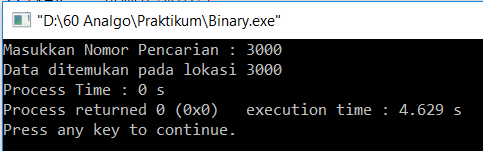 "D:\60 Analgo\Praktikum\Binary.exe"
Masukkan Nomor Pencarian : 3000
Data ditemukan pada lokasi 3000
Process Time : 0 s
Process returned 0 (0x0)   execution time : 4.629 s
Press any key to continue.